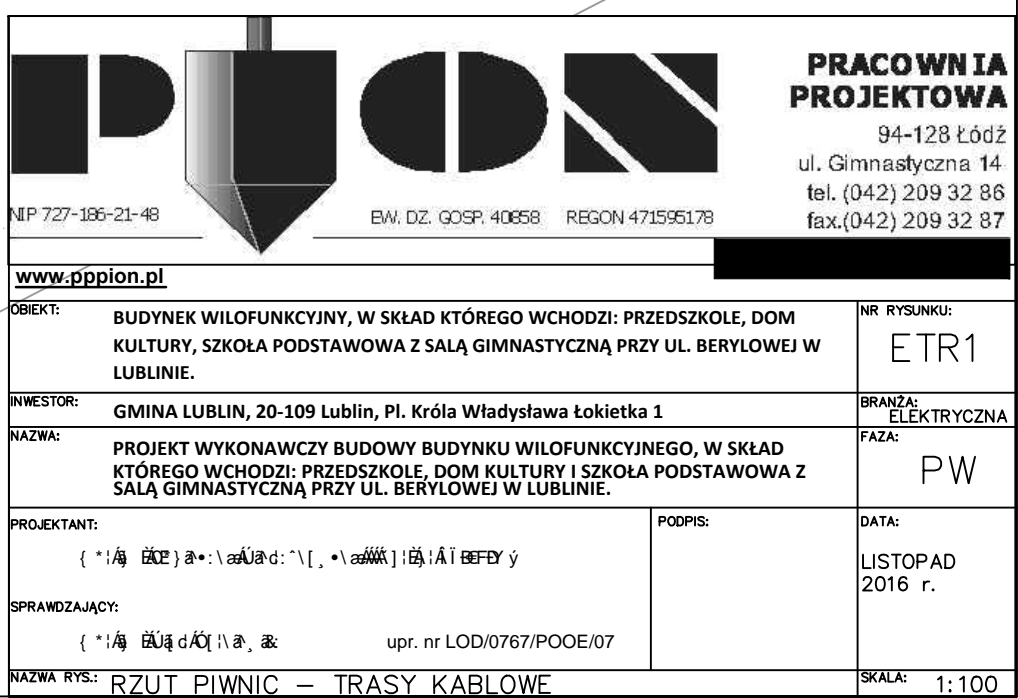 PION
PRACOWNIA
PROJEKTOWA
94-128 Łódź
ul. Gimnastyczna 14
tel. (042) 209 32 86
fax.(042) 209 32 87
NIP 727-186-21-48
EW. DZ. GOSP. 40858
REGON 471595178
www.pppion.pl
OBIEKT:
BUDYNEK WILOFUNKCYJNY, W SKŁAD KTÓREGO WCHODZI: PRZEDSZKOLE, DOM
KULTURY, SZKOŁA PODSTAWOWA Z SALĄ GIMNASTYCZNĄ PRZY UL. BERYLOWEJ W
LUBLINIE.
NR RYSUNKU:
ETR1
INWESTOR:
GMINA LUBLIN, 20-109 Lublin, Pl. Króla Władysława Łokietka 1
BRANŻA:
ELEKTRYCZNA
NAZWA:
PROJEKT WYKONAWCZY BUDOWY BUDYNKU WILOFUNKCYJNEGO, W SKŁAD
KTÓREGO WCHODZI: PRZEDSZKOLE, DOM KULTURY I SZKOŁA PODSTAWOWA Z
SALĄ GIMNASTYCZNĄ PRZY UL. BERYLOWEJ W LUBLINIE.
FAZA:
PW
PROJEKTANT:
PODPIS:
DATA:
LISTOPAD
2016 r.
SPRAWDZAJĄCY:
upr. nr LOD/0767/POOE/07
NAZWA RYS.: RZUT PIWNIC – TRASY KABLOWE
SKALA: 1:100